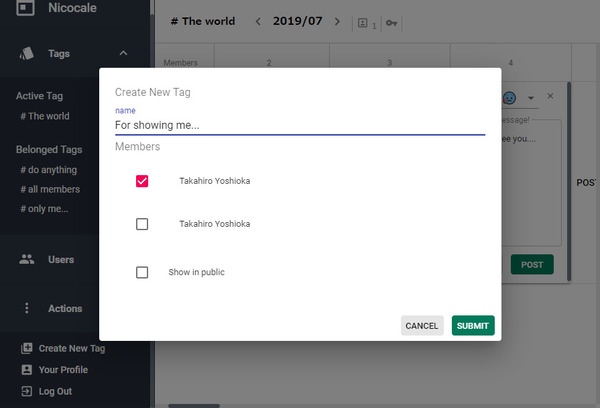 Nicocale
Tags
Active Tag
# The world
Belonged Tags
# do anything
# all members
# only me...
Users
Actions
Create New Tag
Your Profile
Log Out
# The world
2019/07
1
Members
2
3
4
Create New Tag
name
For showing me...
Members
Takahiro Yoshioka
Takahiro Yoshioka
Show in public
CANCEL
SUBMIT
essage!
ee you....
POST
POS